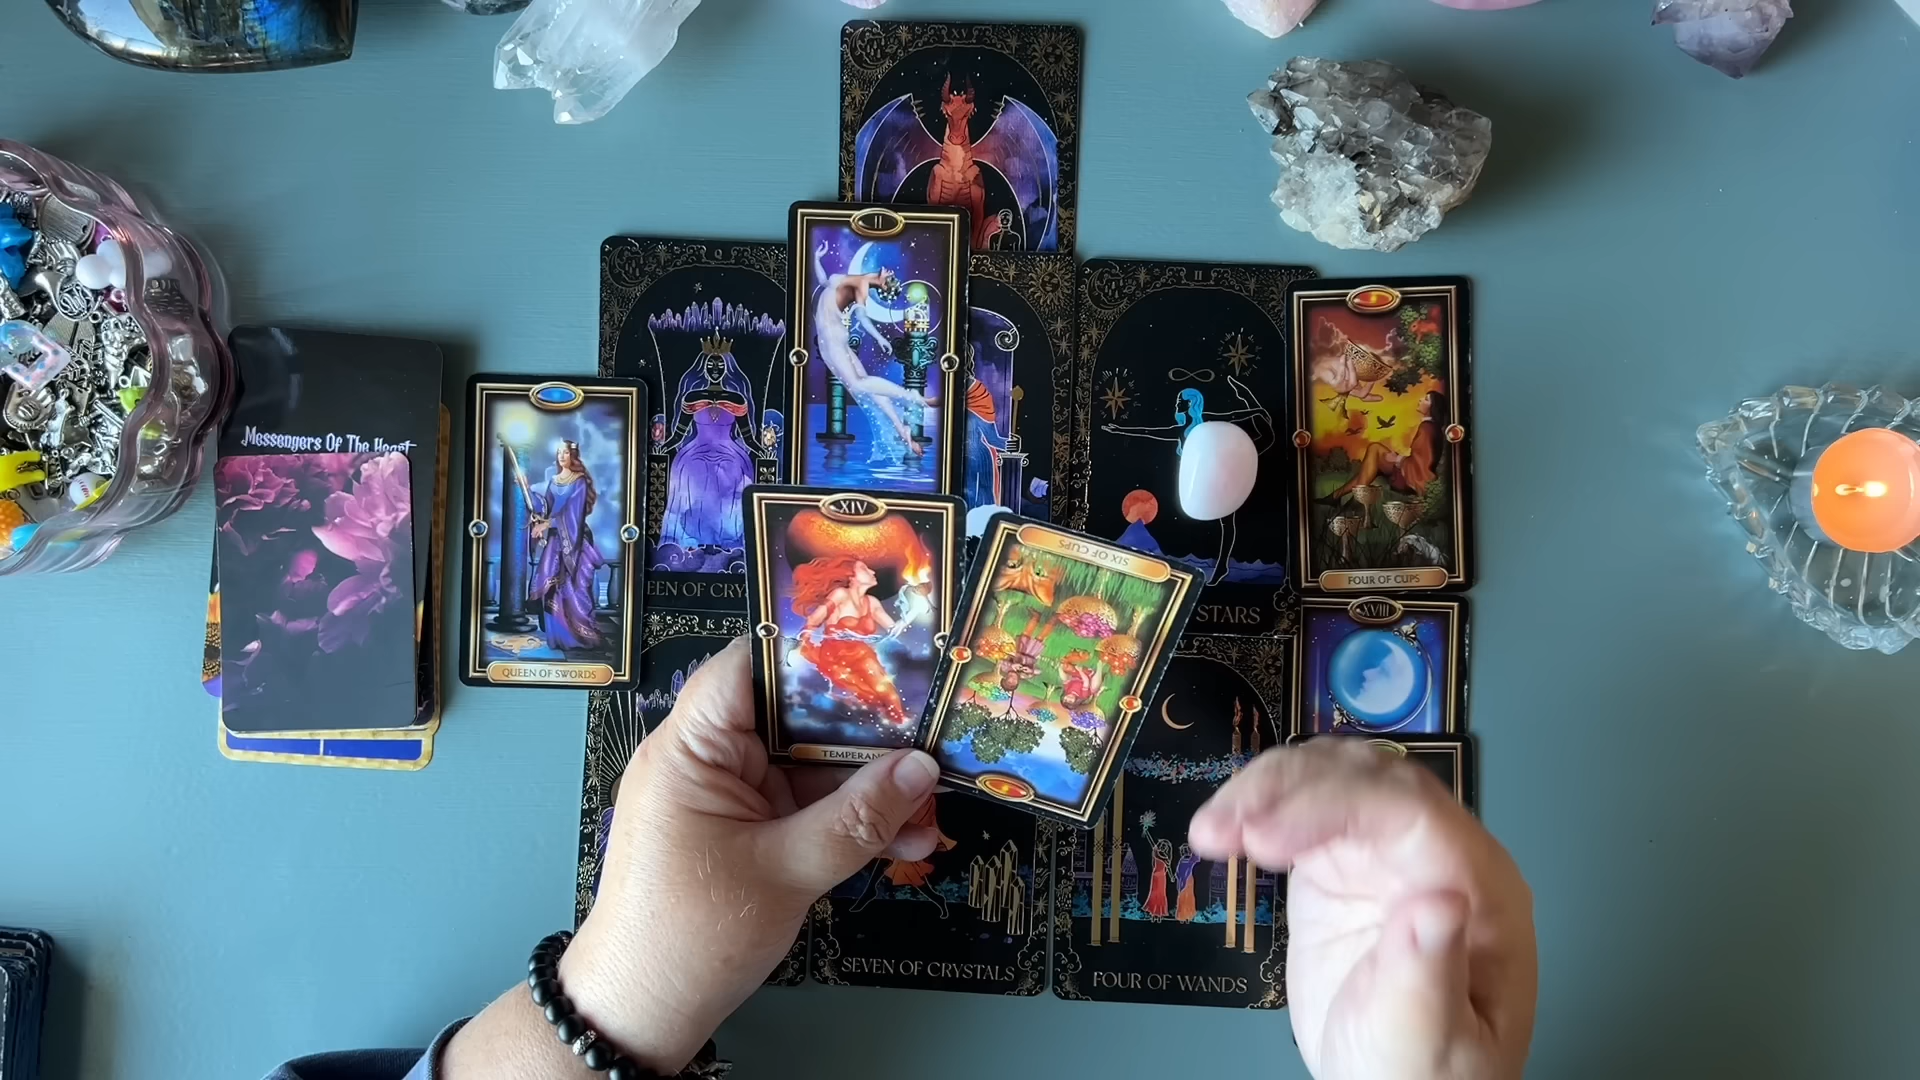 XV
Q
II
II
Messengers Of The Heart
XIV
SIX OF CUPS
FOUR OF CUPS
EEN OF CRY
STARS
XVIII
K
QUEEN OF SWORDS
TEMPERAN
SEVEN OF CRYSTALS
FOUR OF WANDS